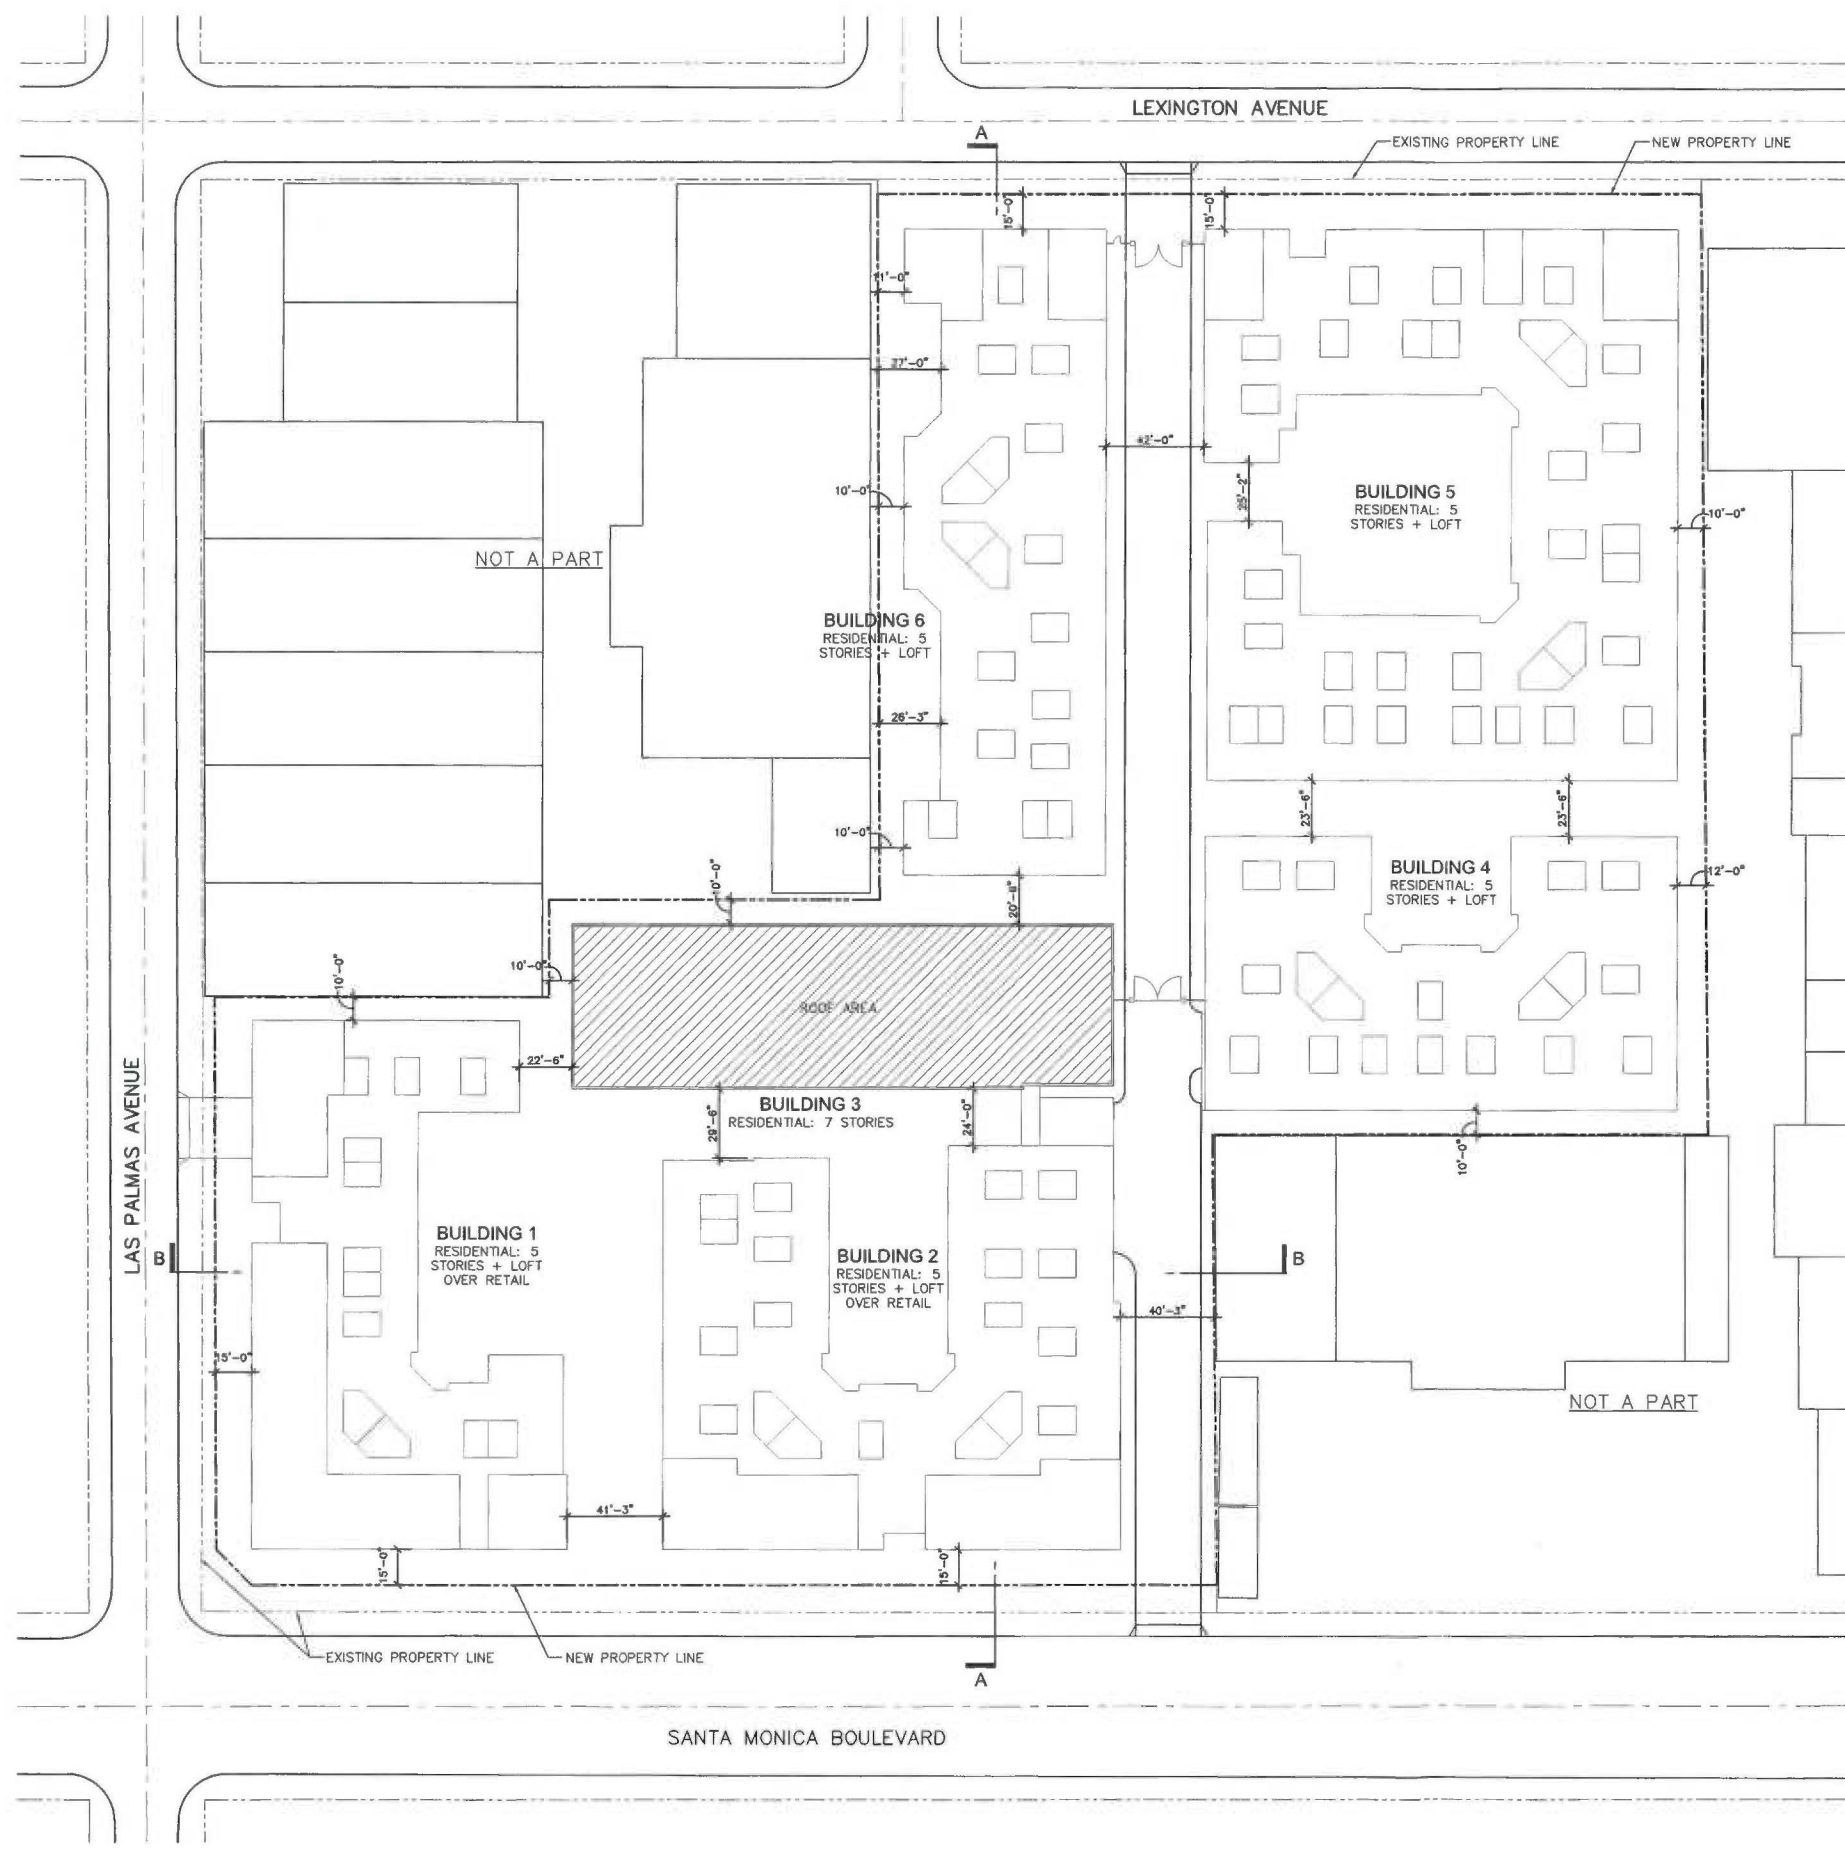 LEXINGTON AVENUE
A
EXISTING PROPERTY LINE
NEW PROPERTY LINE
15'-0"
15'-0"
11'-0"
27'-0"
42'-0"
10'-0"
25'-2"
BUILDING 5
RESIDENTIAL: 5
STORIES + LOFT
10'-0"
NOT A PART
BUILDING 6
RESIDENTIAL: 5
STORIES + LOFT
26'-3"
23'-6"
23'-6"
10'-0"
10'-0"
20'-8"
BUILDING 4
RESIDENTIAL: 5
STORIES + LOFT
12'-0"
10'-0"
10'-0"
ROOF AREA
22'-6"
BUILDING 3
RESIDENTIAL: 7 STORIES
29'-6"
24'-0"
10'-0"
LAS PALMAS AVENUE
BUILDING 1
RESIDENTIAL: 5
STORIES + LOFT
OVER RETAIL
BUILDING 2
RESIDENTIAL: 5
STORIES + LOFT
OVER RETAIL
B
B
40'-3"
15'-0"
NOT A PART
41'-3"
15'-0"
15'-0"
EXISTING PROPERTY LINE
NEW PROPERTY LINE
A
SANTA MONICA BOULEVARD